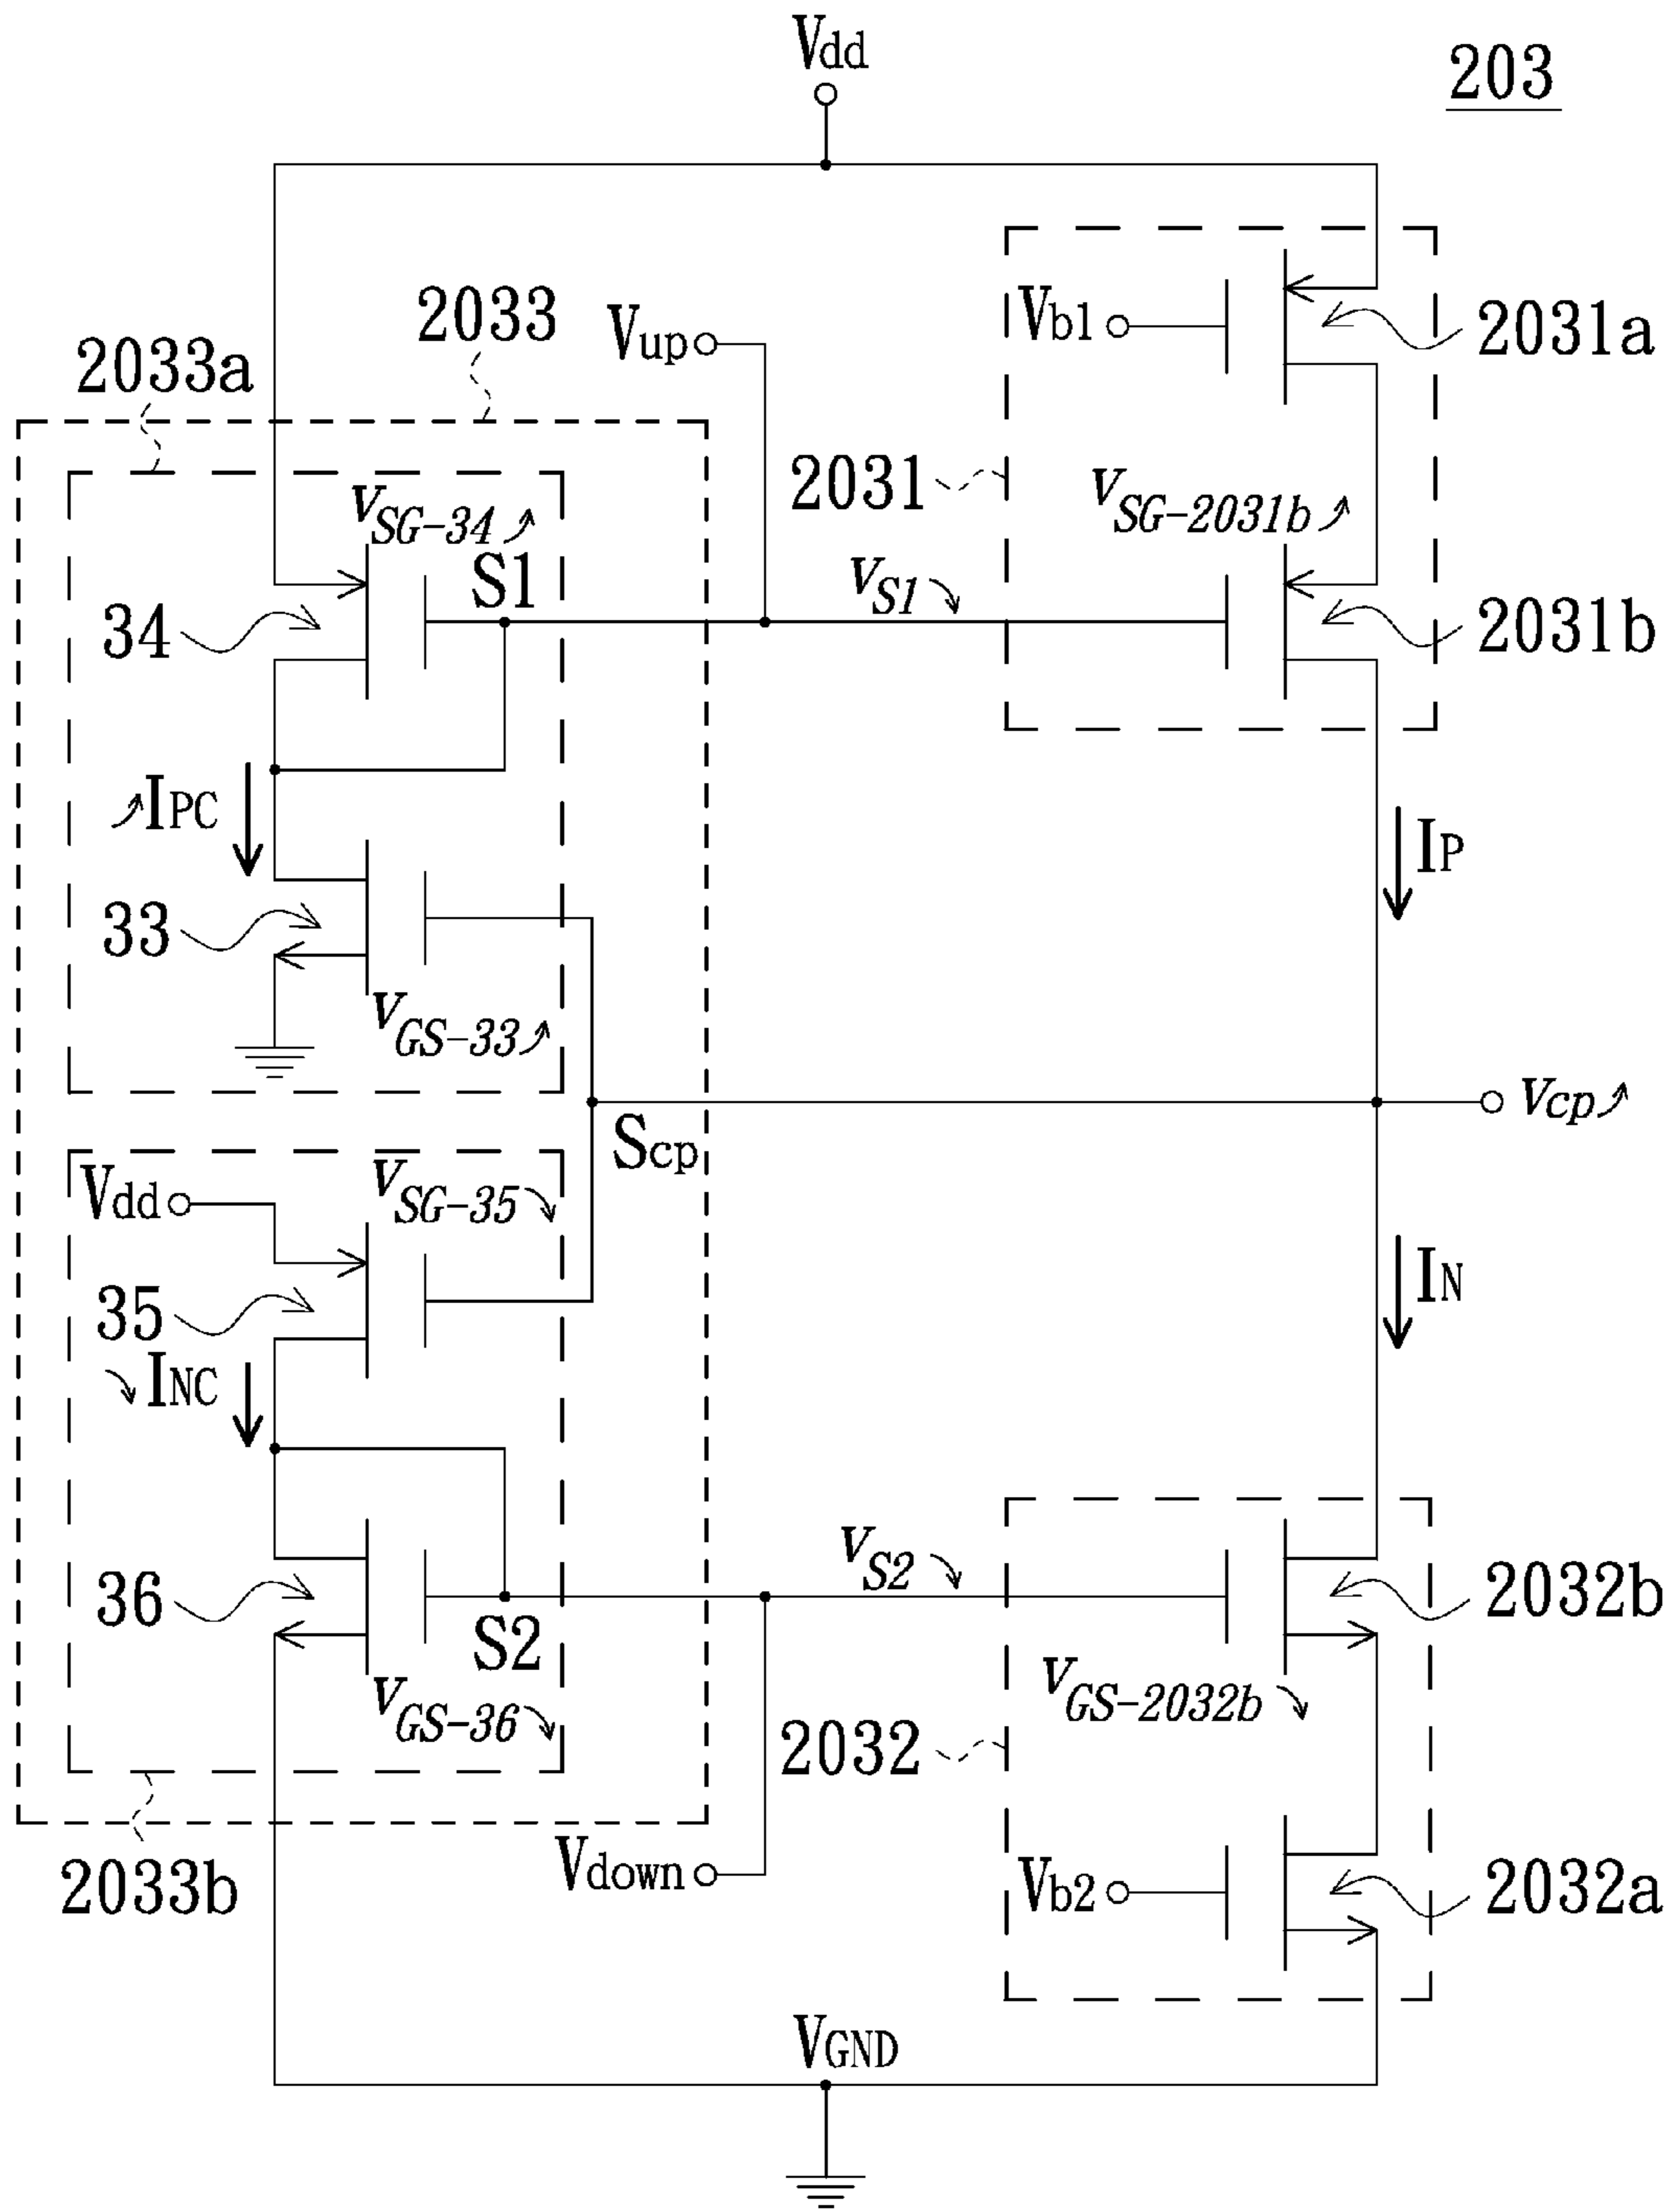 Vdd
203
2033
2033a
Vup
Vb1
2031a
2031
VSG-34
VSG-2031b
S1
VS1
34
2031b
IPC
IP
33
VGS-33
Scp
Vcp
Vdd
VSG-35
35
IN
INC
36
S2
VS2
2032b
VGS-36
VGS-2032b
2032
Vdown
2033b
Vb2
2032a
VGND